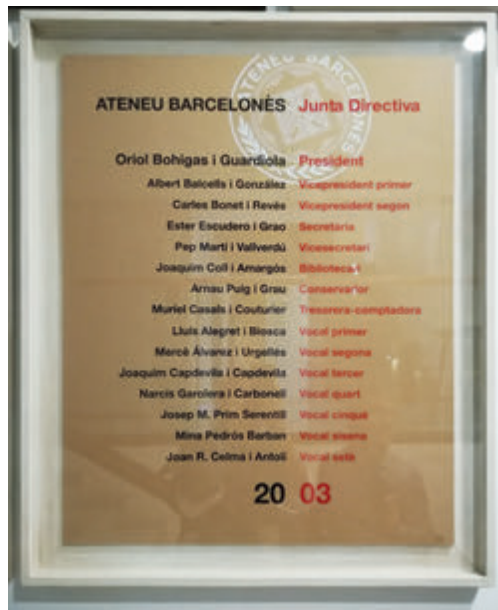 ATENEU BARCELONÈS
ATENEU BARCELONÈS Junta Directiva
Oriol Bohigas i Guardiola President
Albert Balcells i González Vicepresident primer
Carles Bonet i Revés Vicepresident segon
Ester Escudero i Grao Secretària
Pep Martí i Vallverdú Vicesecretari
Joaquim Coll i Amargós Bibliotecari
Arnau Puig i Grau Conservador
Muriel Casals i Couturier Tresorera-comptadora
Lluís Alegret i Biosca Vocal primer
Mercè Álvarez i Urgellés Vocal segona
Joaquim Capdevila i Capdevila Vocal tercer
Narcís Garolera i Carbonell Vocal quart
Josep M. Prim Serentill Vocal cinquè
Mina Pedrós Barban Vocal sisena
Joan R. Celma i Antolí Vocal setè
20 03